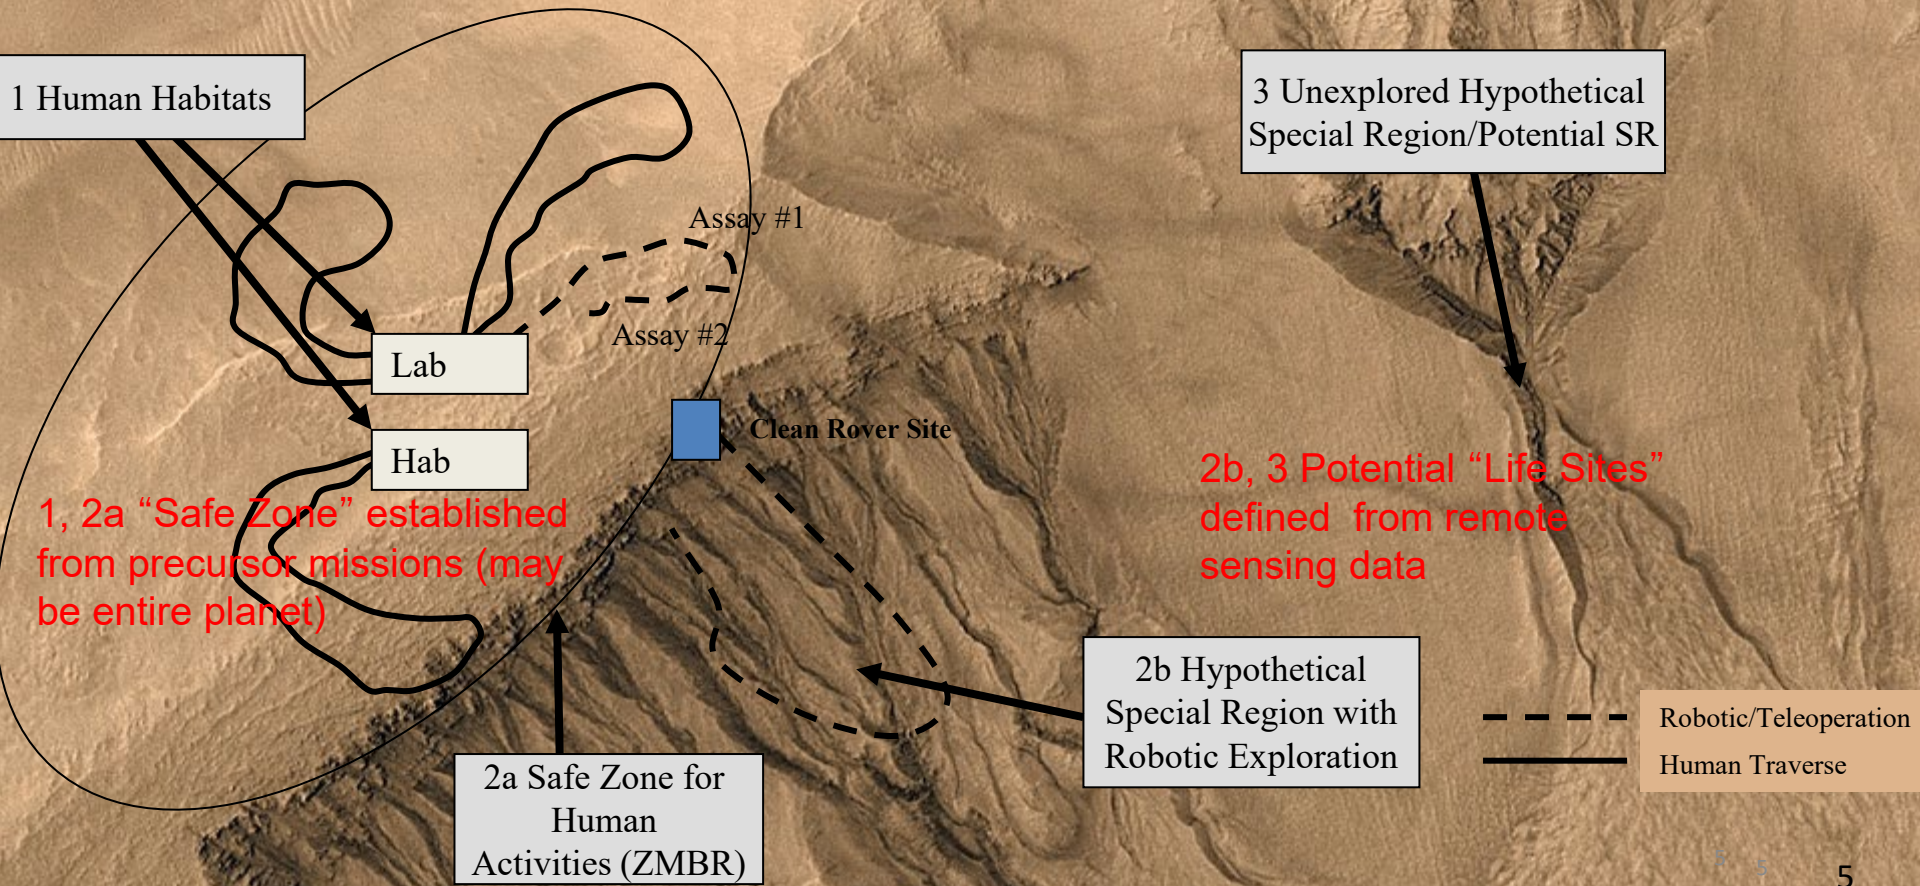 1 Human Habitats
3 Unexplored Hypothetical
Special Region/Potential SR
Assay #1
Assay #2
Lab
Clean Rover Site
Hab
1, 2a “Safe Zone” established
from precursor missions (may
be entire planet)
2b, 3 Potential “Life Sites”
defined from remote
sensing data
2b Hypothetical
Special Region with
Robotic Exploration
Robotic/Teleoperation
Human Traverse
2a Safe Zone for
Human
Activities (ZMBR)
5
5
5